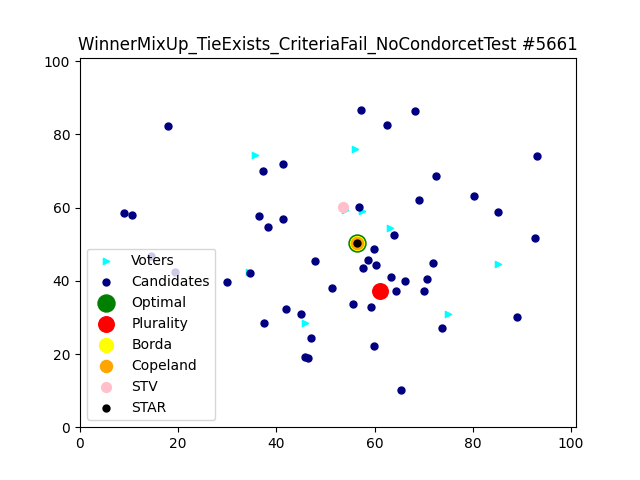 WinnerMixUp_TieExists_CriteriaFail_NoCondorcetTest #5661
100
80
60
40
20
0
Voters
Candidates
Optimal
Plurality
Borda
Copeland
STV
STAR
0 20 40 60 80 100